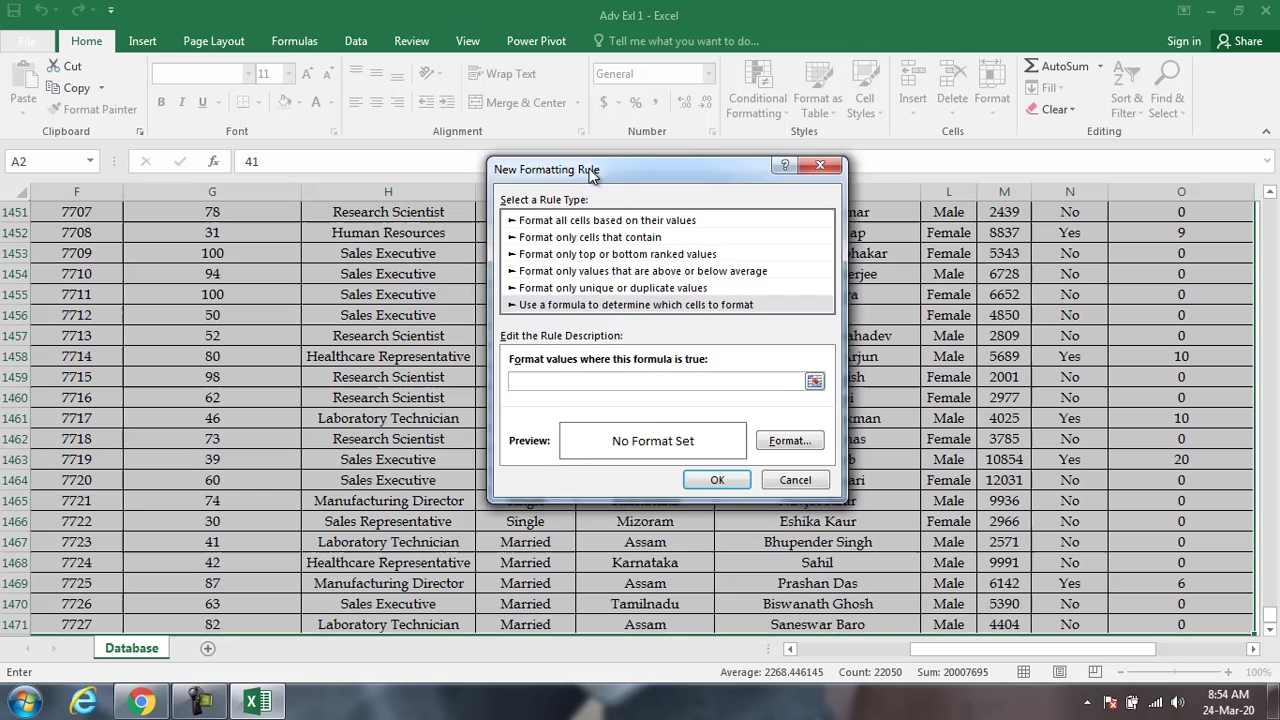 Adv Exl 1 - Excel
File Home Insert Page Layout Formulas Data Review View Power Pivot Tell me what you want to do... Sign in Share
Paste Cut Copy Format Painter
11
Wrap Text
Merge & Center
General
Conditional Formatting Format as Table Cell Styles
Insert Delete Format
AutoSum
Fill
Clear
Sort & Filter Find & Select
Clipboard Font Alignment Number Styles Cells Editing
A2 fx 41
F G H L M N O
1451 7707 78 Research Scientist mar Male 2439 No 0
1452 7708 31 Human Resources ap Female 8837 Yes 9
1453 7709 100 Sales Executive hakar Female 5343 No 0
1454 7710 94 Sales Executive erjee Male 6728 No 0
1455 7711 100 Sales Executive Female 6652 No 0
1456 7712 50 Sales Executive Female 4850 No 0
1457 7713 52 Research Scientist ahadev Male 2809 No 0
1458 7714 80 Healthcare Representative rjun Male 5689 Yes 10
1459 7715 98 Sales Executive ish Male 2001 No 0
1460 7716 62 Sales Executive i Female 2977 No 0
1461 7717 46 Laboratory Technician xman Male 4025 Yes 10
1462 7718 73 Research Scientist has Female 3785 No 0
1463 7719 39 Sales Executive b Male 10854 Yes 20
1464 7720 60 Sales Executive ari Female 12031 No 0
1465 7721 74 Manufacturing Director Male 9936 No 0
1466 7722 30 Sales Representative Single Mizoram Eshika Kaur Female 2966 No 0
1467 7723 41 Laboratory Technician Married Assam Bhupender Singh Male 2571 No 0
1468 7724 42 Healthcare Representative Married Karnataka Sahil Male 9991 No 0
1469 7725 87 Manufacturing Director Married Assam Prashan Das Male 6142 Yes 6
1470 7726 63 Sales Executive Married Tamilnadu Biswanath Ghosh Male 5390 No 0
1471 7727 82 Laboratory Technician Married Assam Saneswar Baro Male 4404 No 0
New Formatting Rule
Select a Rule Type:
► Format all cells based on their values
► Format only cells that contain
► Format only top or bottom ranked values
► Format only values that are above or below average
► Format only unique or duplicate values
► Use a formula to determine which cells to format
Edit the Rule Description:
Format values where this formula is true:
Preview: No Format Set Format...
OK Cancel
Database
Enter Average: 2268.446145 Count: 22050 Sum: 20007695 100%
8:54 AM
24-Mar-20